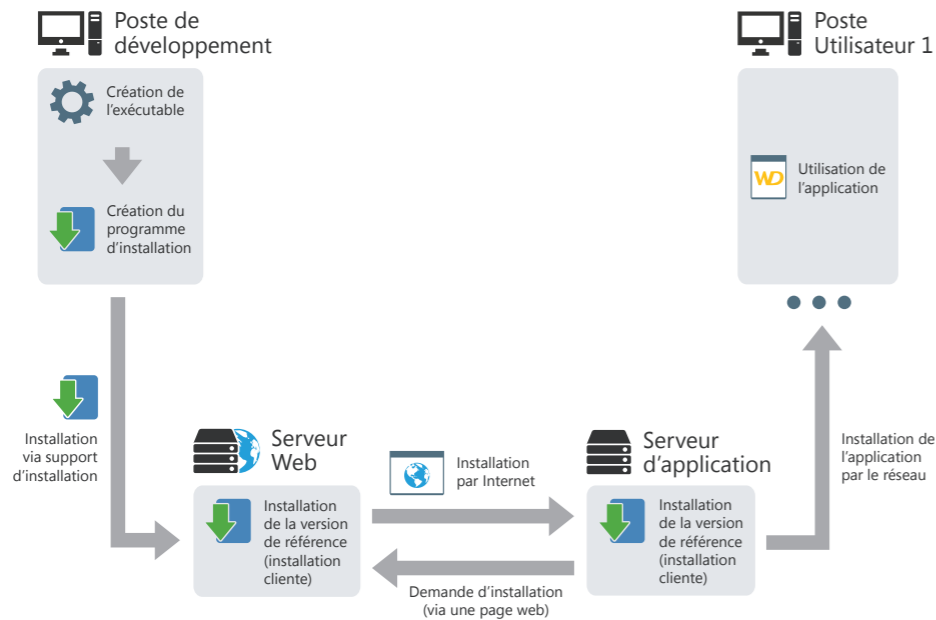 Poste de
développement
Création de
l'exécutable
Création du
programme
d'installation
Poste
Utilisateur 1
WD
Utilisation de
l'application
Installation
via support
d'installation
Serveur
Web
Installation
de la version
de référence
(installation
cliente)
Installation
par Internet
Demande d'installation
(via une page web)
Serveur
d'application
Installation
de la version
de référence
(installation
cliente)
Installation de
l'application
par le réseau